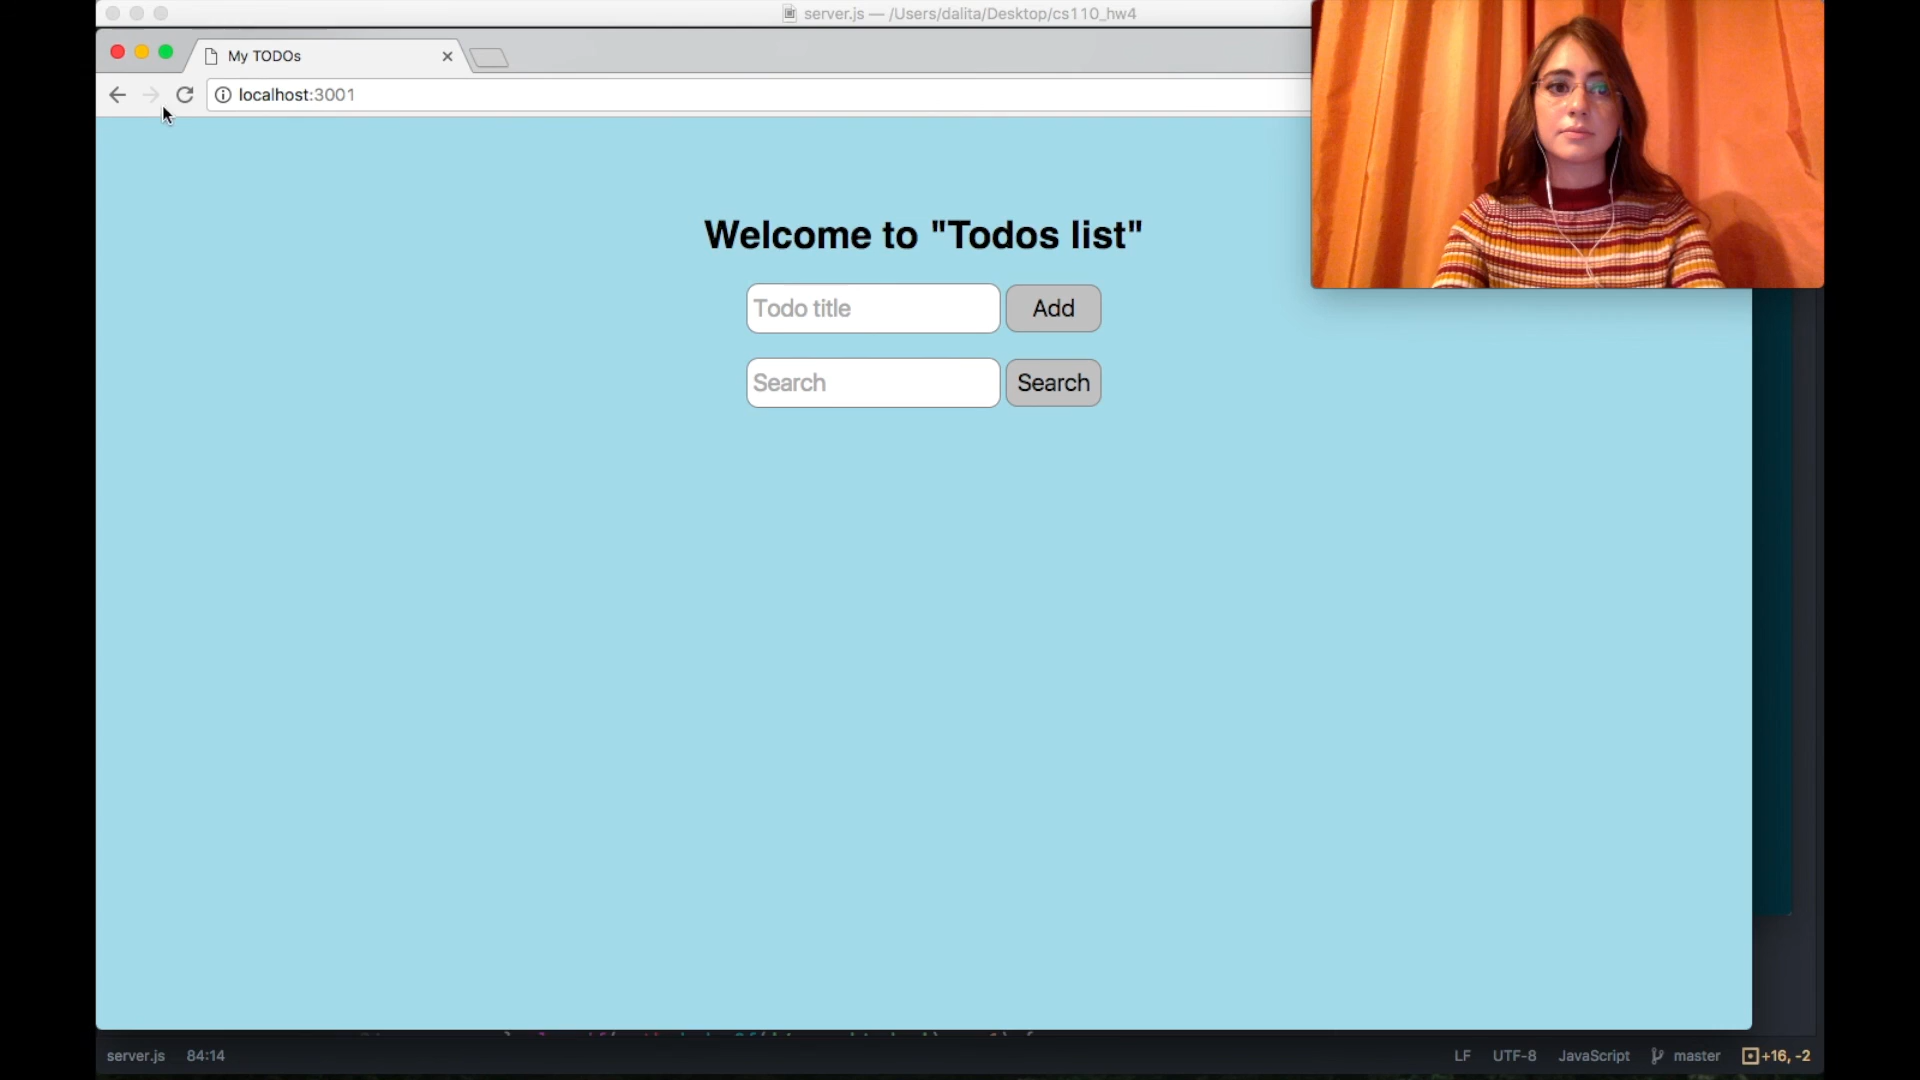 server.js — /Users/dalita/Desktop/cs110_hw4
My TODOs
localhost:3001
Welcome to "Todos list"
Todo title Add
Search Search
server.js 84:14 LF UTF-8 JavaScript master +16, -2